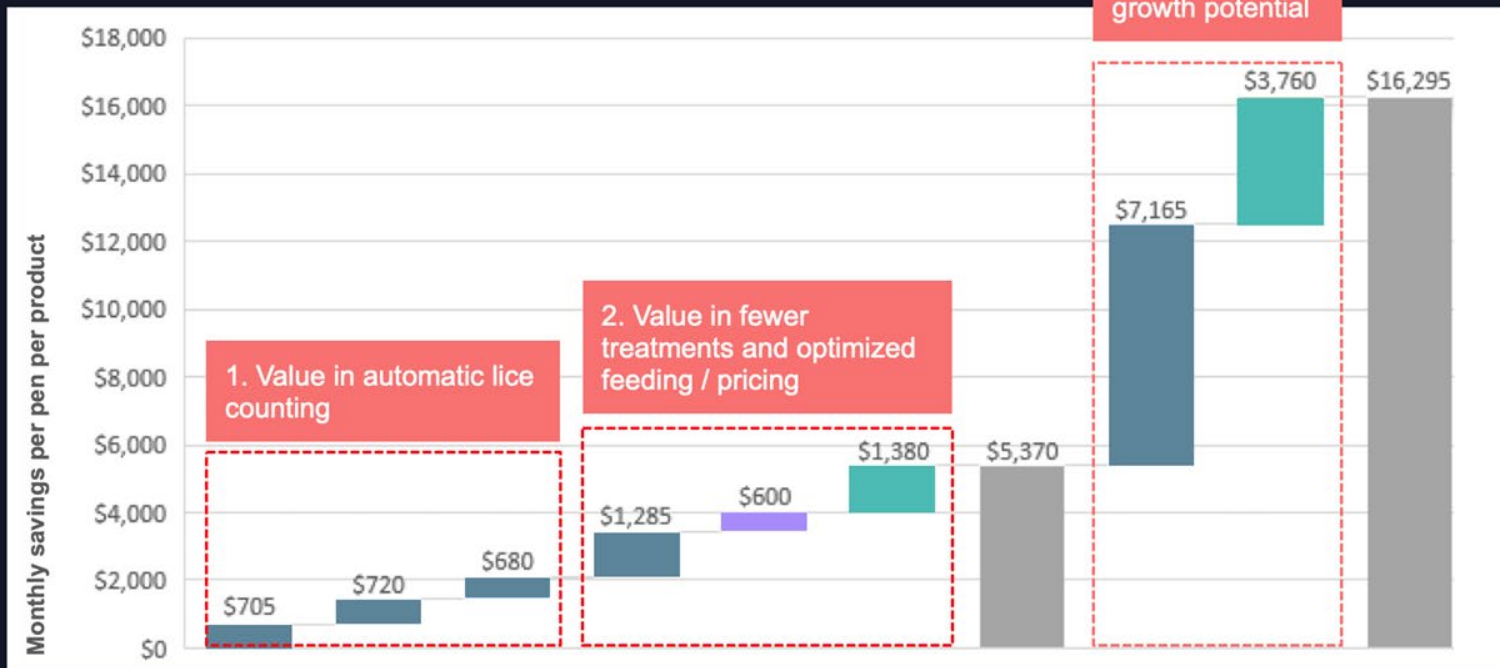 growth potential
$18,000
$16,000
$14,000
$12,000
$10,000
$8,000
$6,000
$4,000
$2,000
$0
Monthly savings per pen per product
1. Value in automatic lice
counting
2. Value in fewer
treatments and optimized
feeding / pricing
$705
$720
$680
$1,285
$600
$1,380
$5,370
$7,165
$3,760
$16,295